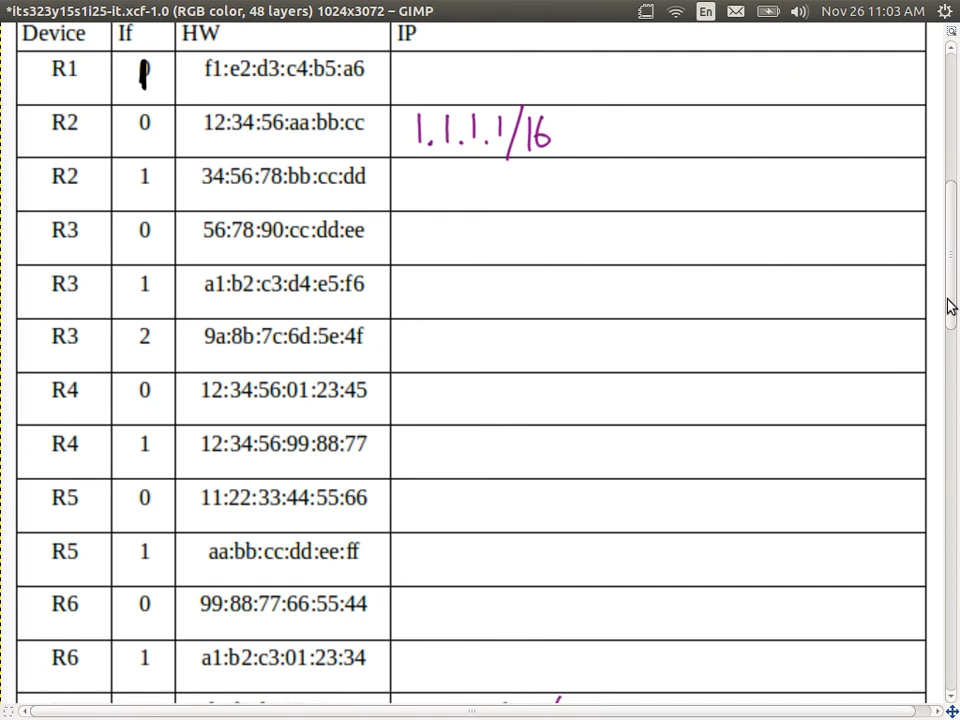 *its323y15s1i25-it.xcf-1.0 (RGB color, 48 layers) 1024x3072 – GIMP En Nov 26 11:03 AM
Device If HW IP
R1 f1:e2:d3:c4:b5:a6
R2 0 12:34:56:aa:bb:cc 1.1.1.1/16
R2 1 34:56:78:bb:cc:dd
R3 0 56:78:90:cc:dd:ee
R3 1 a1:b2:c3:d4:e5:f6
R3 2 9a:8b:7c:6d:5e:4f
R4 0 12:34:56:01:23:45
R4 1 12:34:56:99:88:77
R5 0 11:22:33:44:55:66
R5 1 aa:bb:cc:dd:ee:ff
R6 0 99:88:77:66:55:44
R6 1 a1:b2:c3:01:23:34